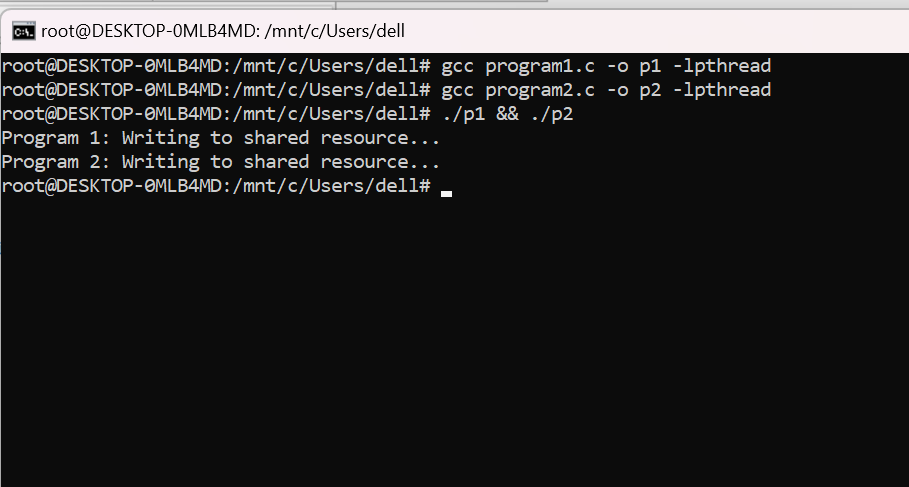 root@DESKTOP-0MLB4MD: /mnt/c/Users/dell
root@DESKTOP-0MLB4MD:/mnt/c/Users/dell# gcc program1.c -o p1 -lpthread
root@DESKTOP-0MLB4MD:/mnt/c/Users/dell# gcc program2.c -o p2 -lpthread
root@DESKTOP-0MLB4MD:/mnt/c/Users/dell# ./p1 && ./p2
Program 1: Writing to shared resource...
Program 2: Writing to shared resource...
root@DESKTOP-0MLB4MD:/mnt/c/Users/dell#